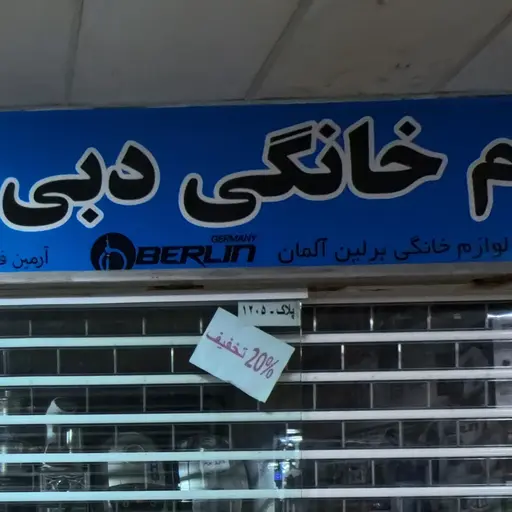 م خانگی دبی
لوازم خانگی برلین آلمان
GERMANY
BERLIN
آرمین
پلاک - ۱۲۰۵
20% تخفیف